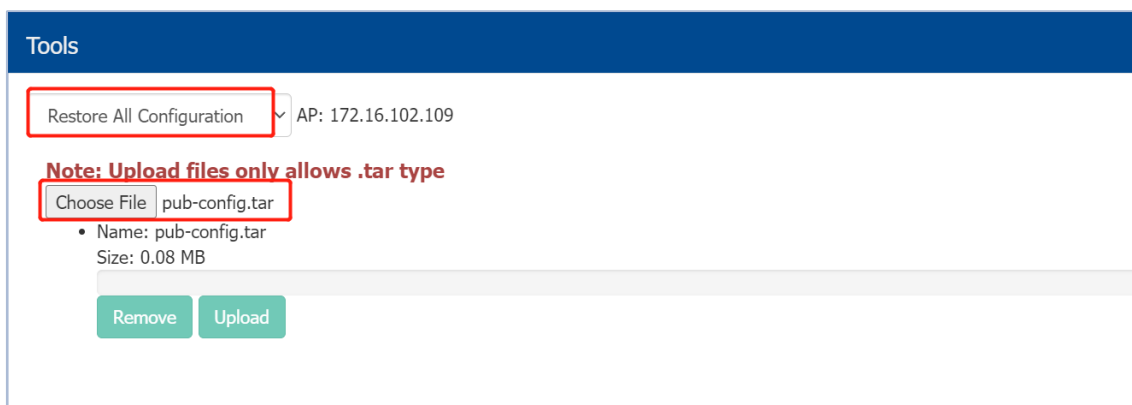 Tools
Restore All Configuration AP: 172.16.102.109
Note: Upload files only allows .tar type
Choose File pub-config.tar
Name: pub-config.tar
Size: 0.08 MB
Remove Upload